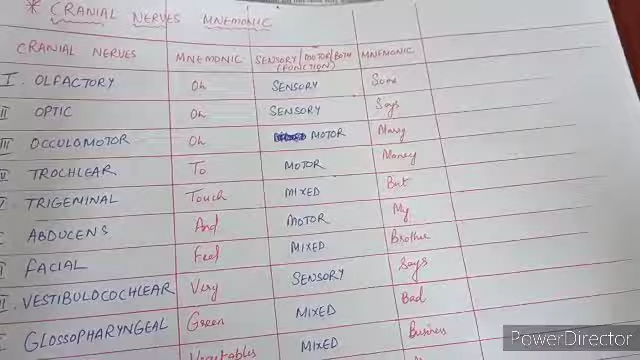 * CRANIAL NERVES MNEMONIC
CRANIAL NERVES MNEMONIC SENSORY/MOTOR/BOTH (FUNCTION) MNEMONIC
I. OLFACTORY Oh SENSORY Some
II OPTIC Oh SENSORY Says
III OCCULOMOTOR Oh MOTOR Marry
TROCHLEAR To MOTOR Money
TRIGEMINAL Touch MIXED But
ABDUCENS And MOTOR My
FACIAL Feel MIXED Brother
VESTIBULOCOCHLEAR Very SENSORY Says
GLOSSOPHARYNGEAL Green MIXED Bad
Vegetables MIXED Business
PowerDirector